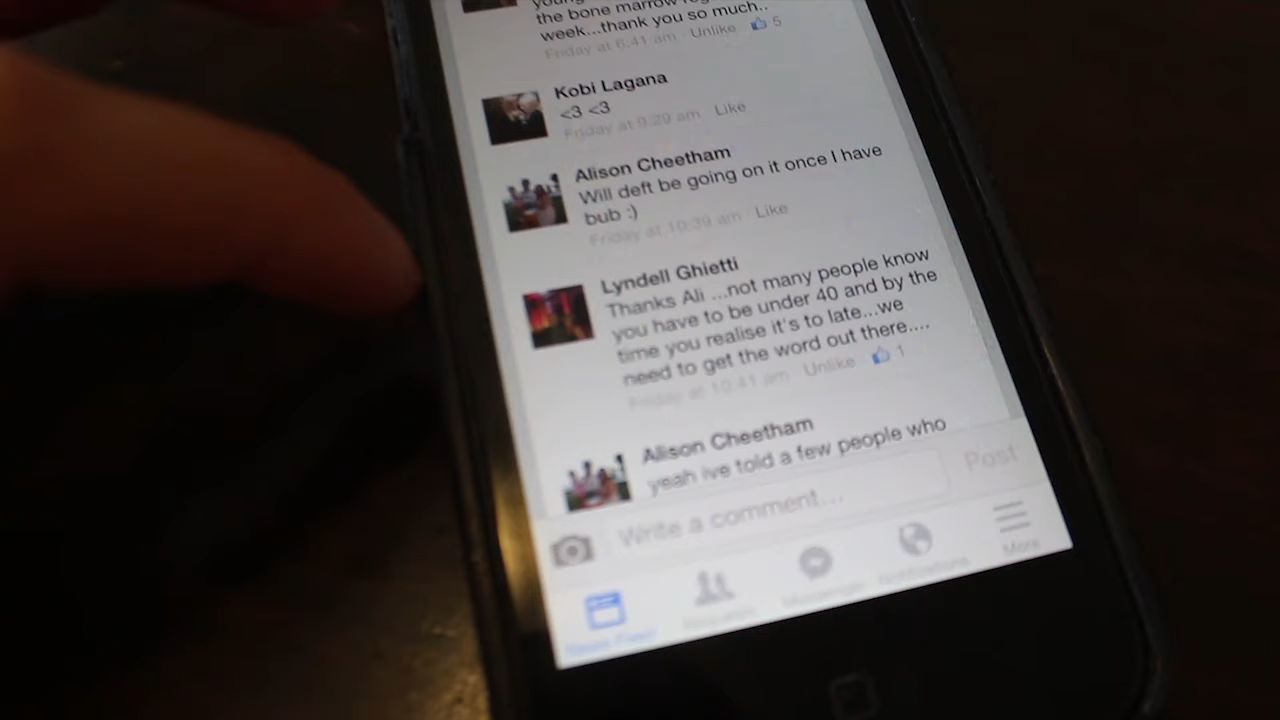 the bone marrow
week...thank you so much..
Friday at 6:41 am · Unlike 5
Kobi Lagana
<3 <3
Friday at 9:29 am · Like
Alison Cheetham
Will deft be going on it once I have
bub :)
Friday at 10:39 am · Like
Lyndell Ghietti
Thanks Ali ...not many people know
you have to be under 40 and by the
time you realise it's to late...we
need to get the word out there....
Friday at 10:41 am · Unlike 1
Alison Cheetham
yeah ive told a few people who
Write a comment... Post
News Feed Messenger Notifications More